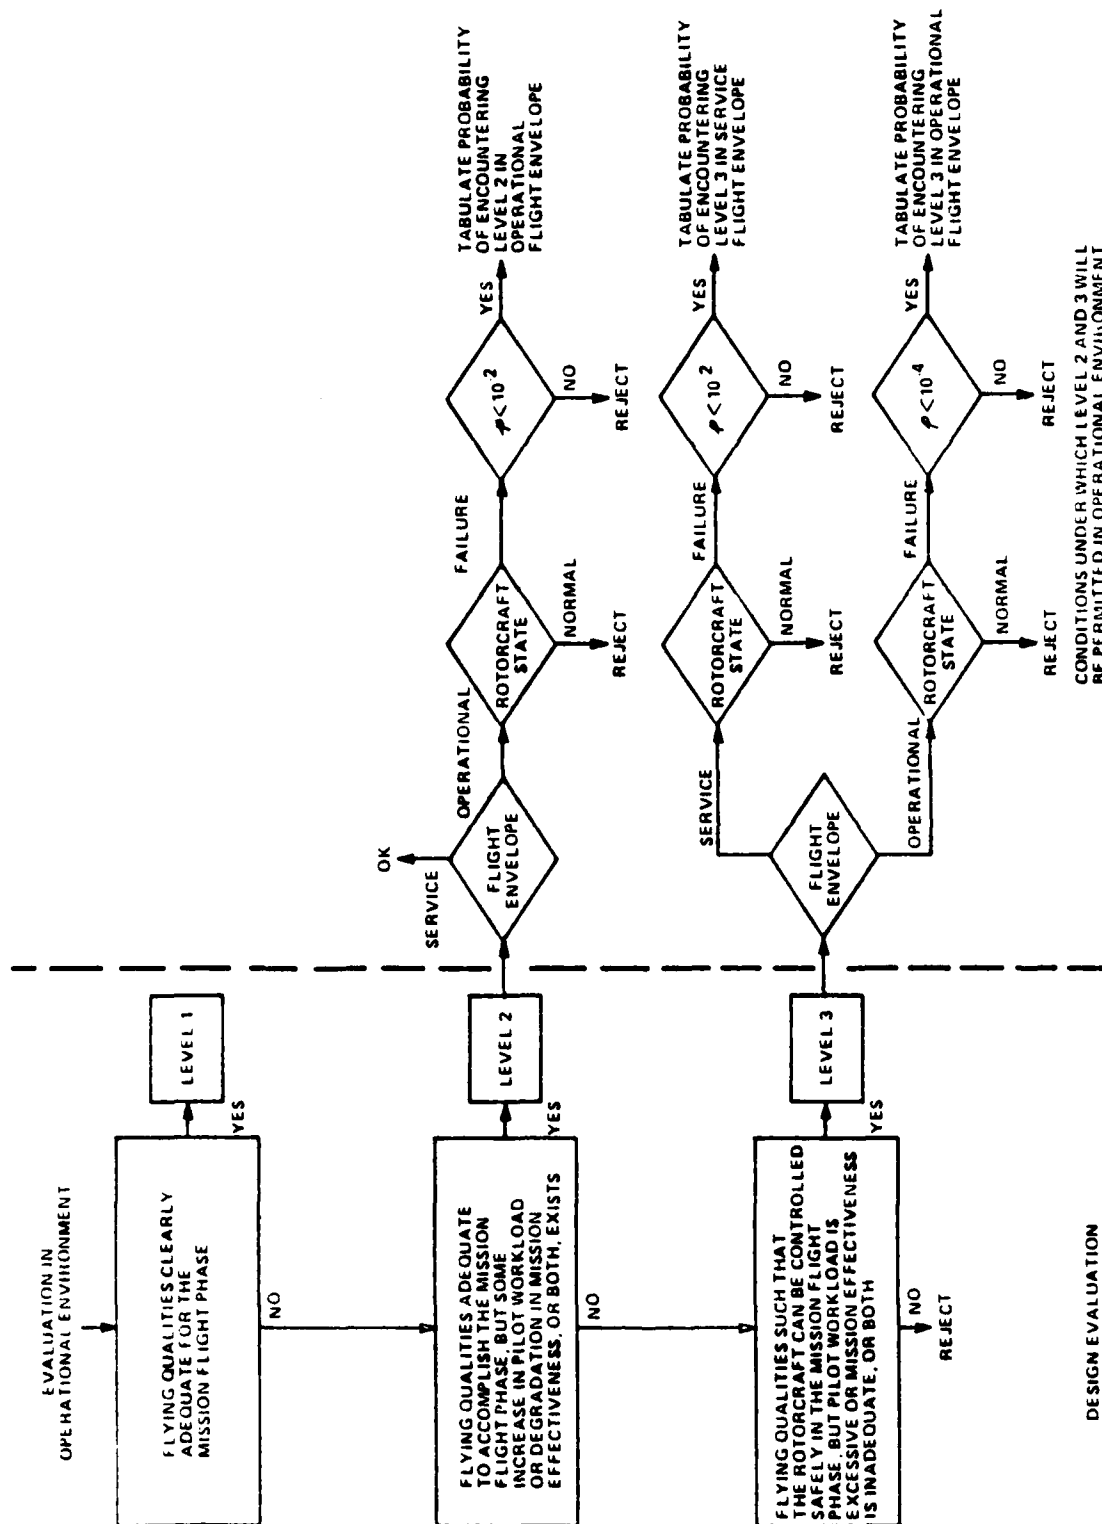 EVALUATION IN
OPERATIONAL ENVIRONMENT
FLYING QUALITIES CLEARLY
ADEQUATE FOR THE
MISSION FLIGHT PHASE
YES
LEVEL 1
NO
FLYING QUALITIES ADEQUATE
TO ACCOMPLISH THE MISSION
FLIGHT PHASE, BUT SOME
INCREASE IN PILOT WORKLOAD
OR DEGRADATION IN MISSION
EFFECTIVENESS, OR BOTH, EXISTS
YES
LEVEL 2
NO
FLYING QUALITIES SUCH THAT
THE ROTORCRAFT CAN BE CONTROLLED
SAFELY IN THE MISSION FLIGHT
PHASE, BUT PILOT WORKLOAD IS
EXCESSIVE OR MISSION EFFECTIVENESS
IS INADEQUATE, OR BOTH
YES
LEVEL 3
NO
REJECT
DESIGN EVALUATION
FLIGHT
ENVELOPE
SERVICE
OK
OPERATIONAL
ROTORCRAFT
STATE
NORMAL
REJECT
FAILURE
p<10-2
NO
REJECT
YES
TABULATE PROBABILITY
OF ENCOUNTERING
LEVEL 2 IN
OPERATIONAL
FLIGHT ENVELOPE
FLIGHT
ENVELOPE
SERVICE
ROTORCRAFT
STATE
NORMAL
REJECT
FAILURE
p<10-2
NO
REJECT
YES
TABULATE PROBABILITY
OF ENCOUNTERING
LEVEL 3 IN SERVICE
FLIGHT ENVELOPE
OPERATIONAL
ROTORCRAFT
STATE
NORMAL
REJECT
FAILURE
p<10-4
NO
REJECT
YES
TABULATE PROBABILITY
OF ENCOUNTERING
LEVEL 3 IN OPERATIONAL
FLIGHT ENVELOPE
CONDITIONS UNDER WHICH LEVEL 2 AND 3 WILL
BE PERMITTED IN OPERATIONAL ENVIRONMENT